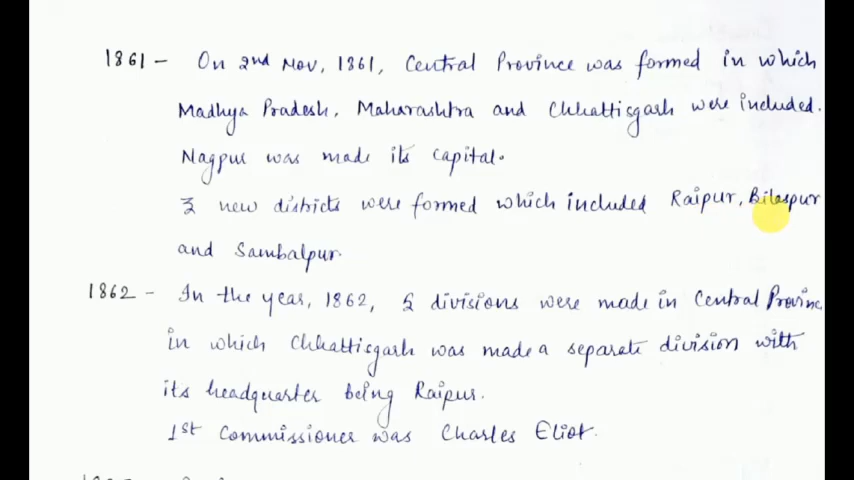 1861 - On 2nd Nov, 1861, Central Province was formed in which
Madhya Pradesh, Maharashtra and Chhattisgarh were included.
Nagpur was made its capital.
3 new districts were formed which included Raipur, Bilaspur
and Sambalpur.
1862 - In the year, 1862, 5 divisions were made in Central Provinc
in which Chhattisgarh was made a separate division with
its headquarter being Raipur.
1st Commissioner was Charles Eliot.